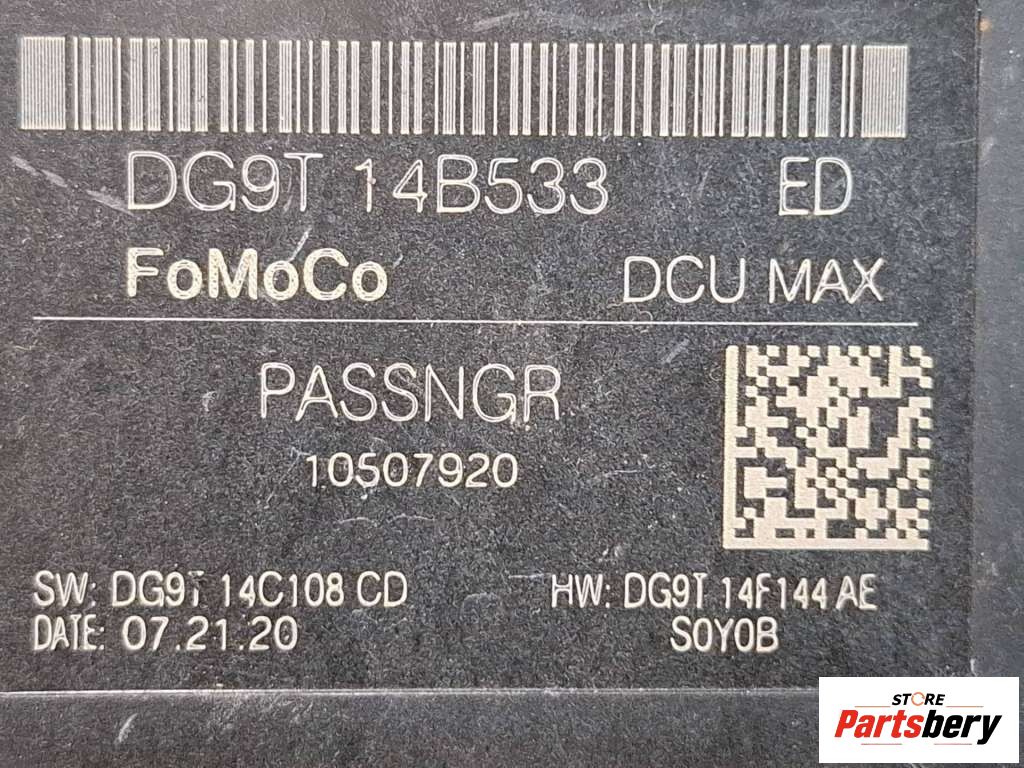 DG9T 14B533 ED
FoMoCo DCU MAX
PASSNGR
10507920
SW: DG9T 14C108 CD HW: DG9T 14F144 AE
DATE: 07.21.20 S0Y0B
STORE
Partsbery